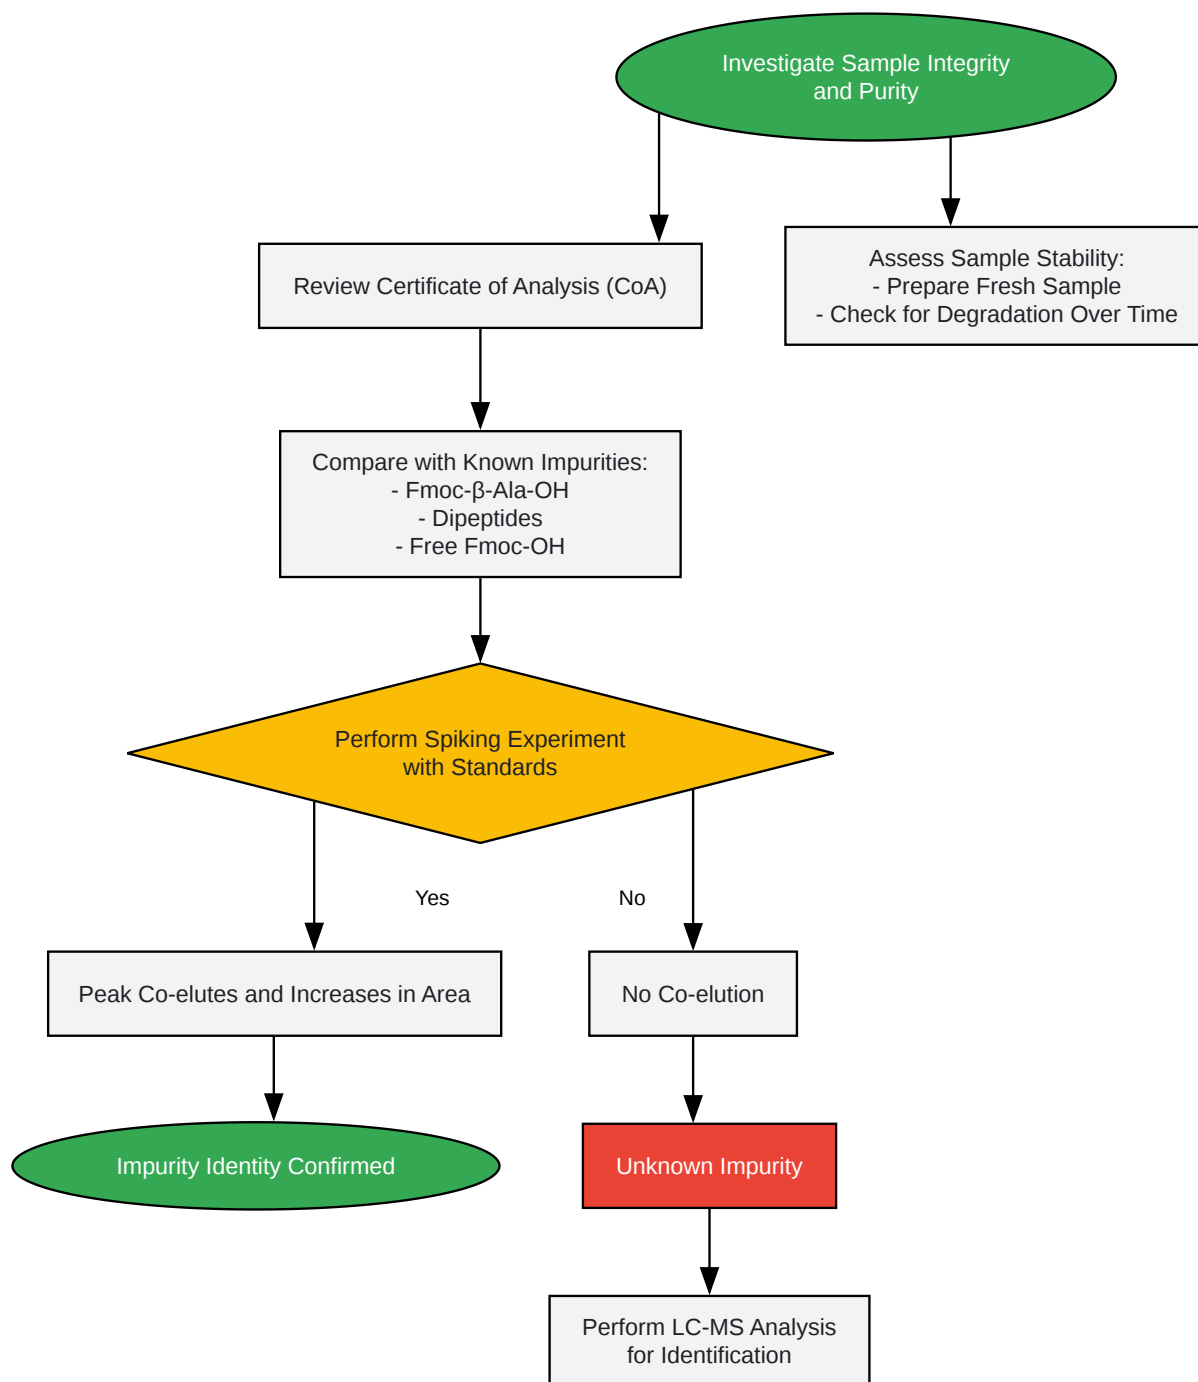 Investigate Sample Integrity
and Purity
Review Certificate of Analysis (CoA)
Assess Sample Stability:
- Prepare Fresh Sample
- Check for Degradation Over Time
Compare with Known Impurities:
- Fmoc-β-Ala-OH
- Dipeptides
- Free Fmoc-OH
Perform Spiking Experiment
with Standards
Yes
No
Peak Co-elutes and Increases in Area
No Co-elution
Impurity Identity Confirmed
Unknown Impurity
Perform LC-MS Analysis
for Identification